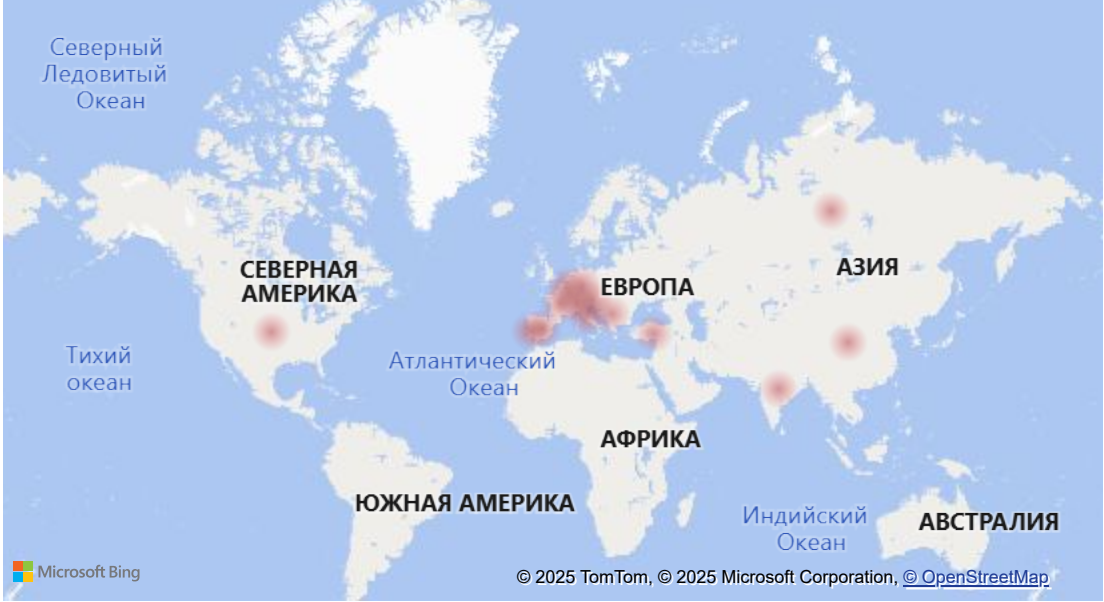 Северный
Ледовитый
Океан
СЕВЕРНАЯ
АМЕРИКА
ЕВРОПА
АЗИЯ
Тихий
океан
Атлантический
Океан
АФРИКА
ЮЖНАЯ АМЕРИКА
Индийский
Океан
АВСТРАЛИЯ
Microsoft Bing
© 2025 TomTom, © 2025 Microsoft Corporation, © OpenStreetMap